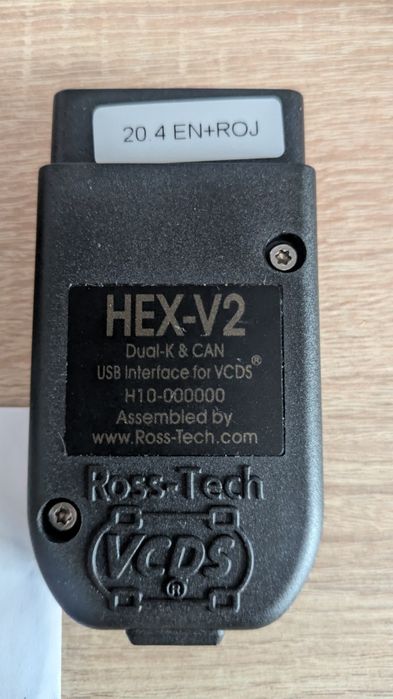 20.4 EN+ROJ
HEX-V2
Dual-K & CAN
USB Interface for VCDS®
H10-000000
Assembled by
www.Ross-Tech.com
Ross-Tech
VCDS
®